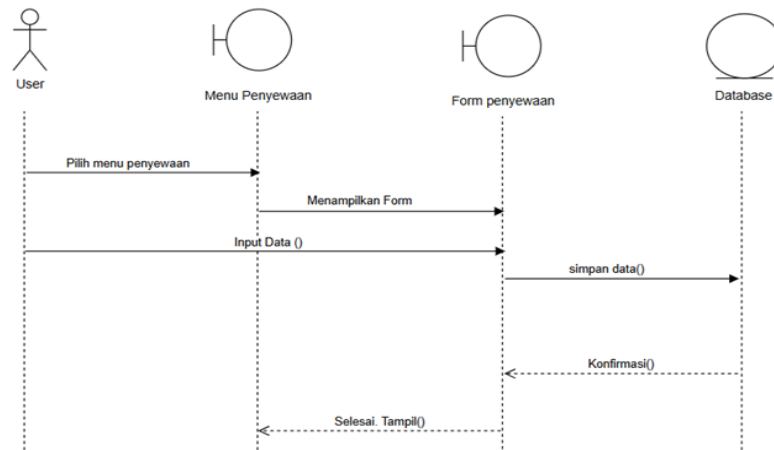 User
Menu Penyewaan
Form penyewaan
Database
Pilih menu penyewaan
Menampilkan Form
Input Data ()
simpan data()
Konfirmasi()
Selesai. Tampil()